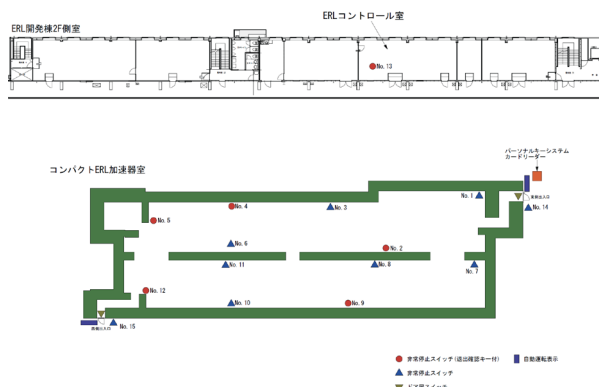 ERLコントロール室
ERL開発棟2F側室
No. 13
パーソナルキーシステム
カードリーダー
コンパクトERL加速器室
No. 1
No. 4
No. 3
No. 14
No. 5
No. 6
No. 2
No. 11
No. 8
No. 7
No. 12
No. 10
No. 9
No. 15
非常停止スイッチ(退出確認キー付)
自動運転表示
非常停止スイッチ